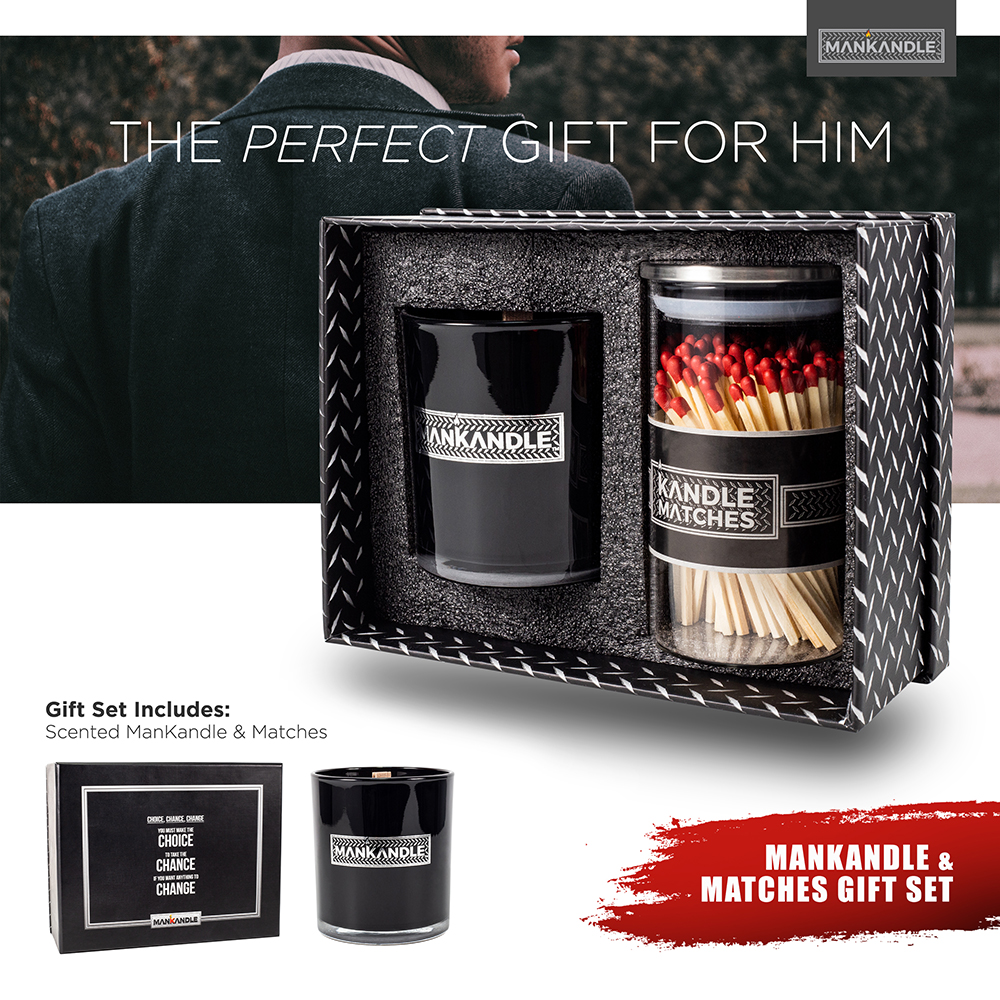 MANKANDLE
THE PERFECT GIFT FOR HIM
MANKANDLE
KANDLE
MATCHES
Gift Set Includes:
Scented ManKandle & Matches
CHOICE, CHANCE, CHANGE
YOU MUST MAKE THE
CHOICE
TO TAKE THE
CHANCE
IF YOU WANT ANYTHING TO
CHANGE
MANKANDLE
MANKANDLE
MANKANDLE &
MATCHES GIFT SET